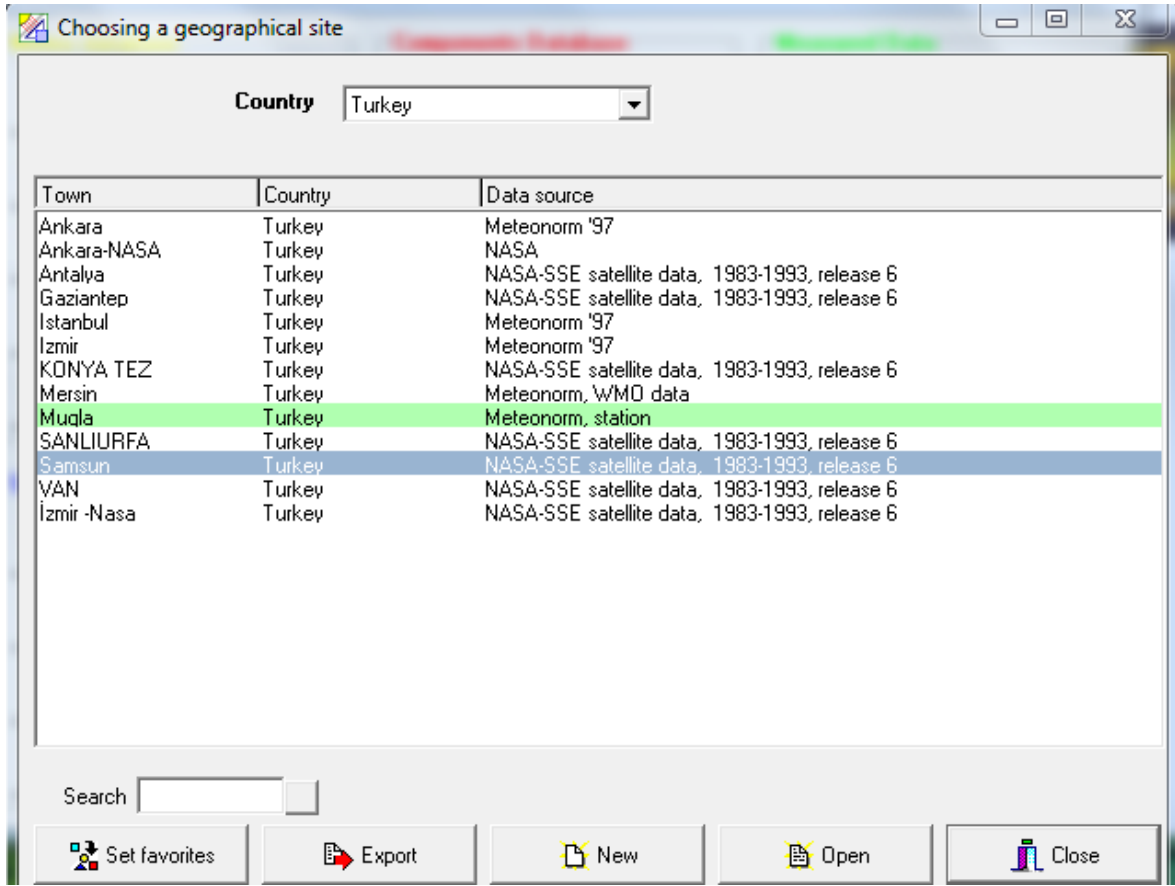 Choosing a geographical site
Components Database Measured Data
Country Turkey
Town Country Data source
Ankara Turkey Meteonorm '97
Ankara-NASA Turkey NASA
Antalya Turkey NASA-SSE satellite data, 1983-1993, release 6
Gaziantep Turkey NASA-SSE satellite data, 1983-1993, release 6
Istanbul Turkey Meteonorm '97
Izmir Turkey Meteonorm '97
KONYA TEZ Turkey NASA-SSE satellite data, 1983-1993, release 6
Mersin Turkey Meteonorm, WMO data
Mugla Turkey Meteonorm, station
SANLIURFA Turkey NASA-SSE satellite data, 1983-1993, release 6
Samsun Turkey NASA-SSE satellite data, 1983-1993, release 6
VAN Turkey NASA-SSE satellite data, 1983-1993, release 6
İzmir -Nasa Turkey NASA-SSE satellite data, 1983-1993, release 6
Search
Set favorites Export New Open Close